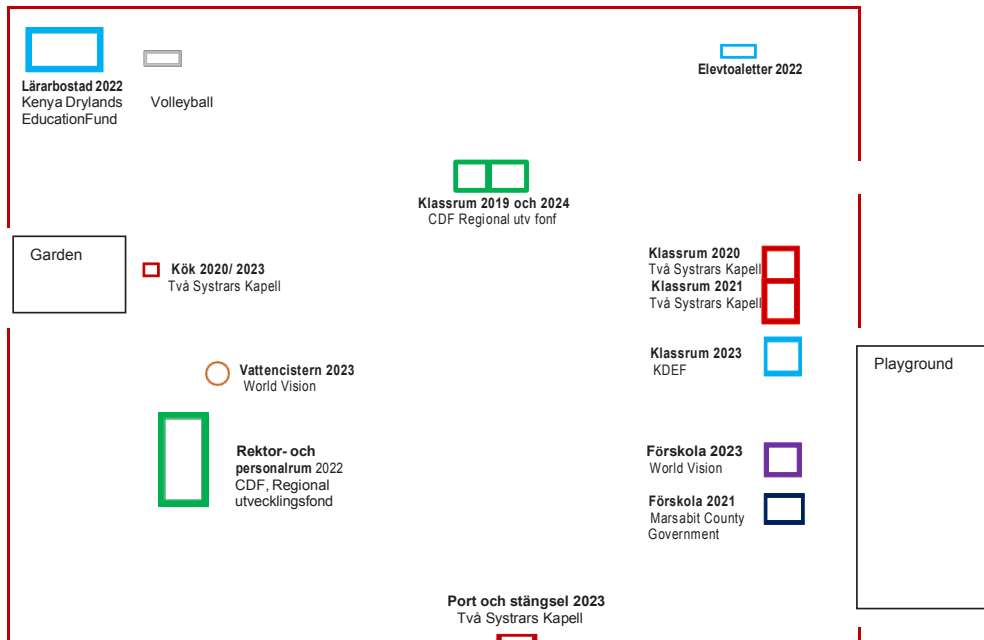 Lärarbostad 2022
Kenya Drylands
EducationFund
Volleyball
Elevtoaletter 2022
Klassrum 2019 och 2024
CDF Regional utv fonf
Garden
Kök 2020/ 2023
Två Systrars Kapell
Klassrum 2020
Två Systrars Kapell
Klassrum 2021
Två Systrars Kapell
Klassrum 2023
KDEF
Playground
Vattencistern 2023
World Vision
Rektor- och
personalrum 2022
CDF, Regional
utvecklingsfond
Förskola 2023
World Vision
Förskola 2021
Marsabit County
Government
Port och stängsel 2023
Två Systrars Kapell